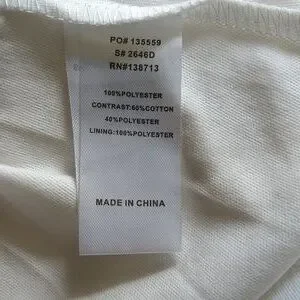 PO# 135559
S# 2646D
RN#138713
100%POLYESTER
CONTRAST:60%COTTON
40%POLYESTER
LINING:100%POLYESTER
MADE IN CHINA